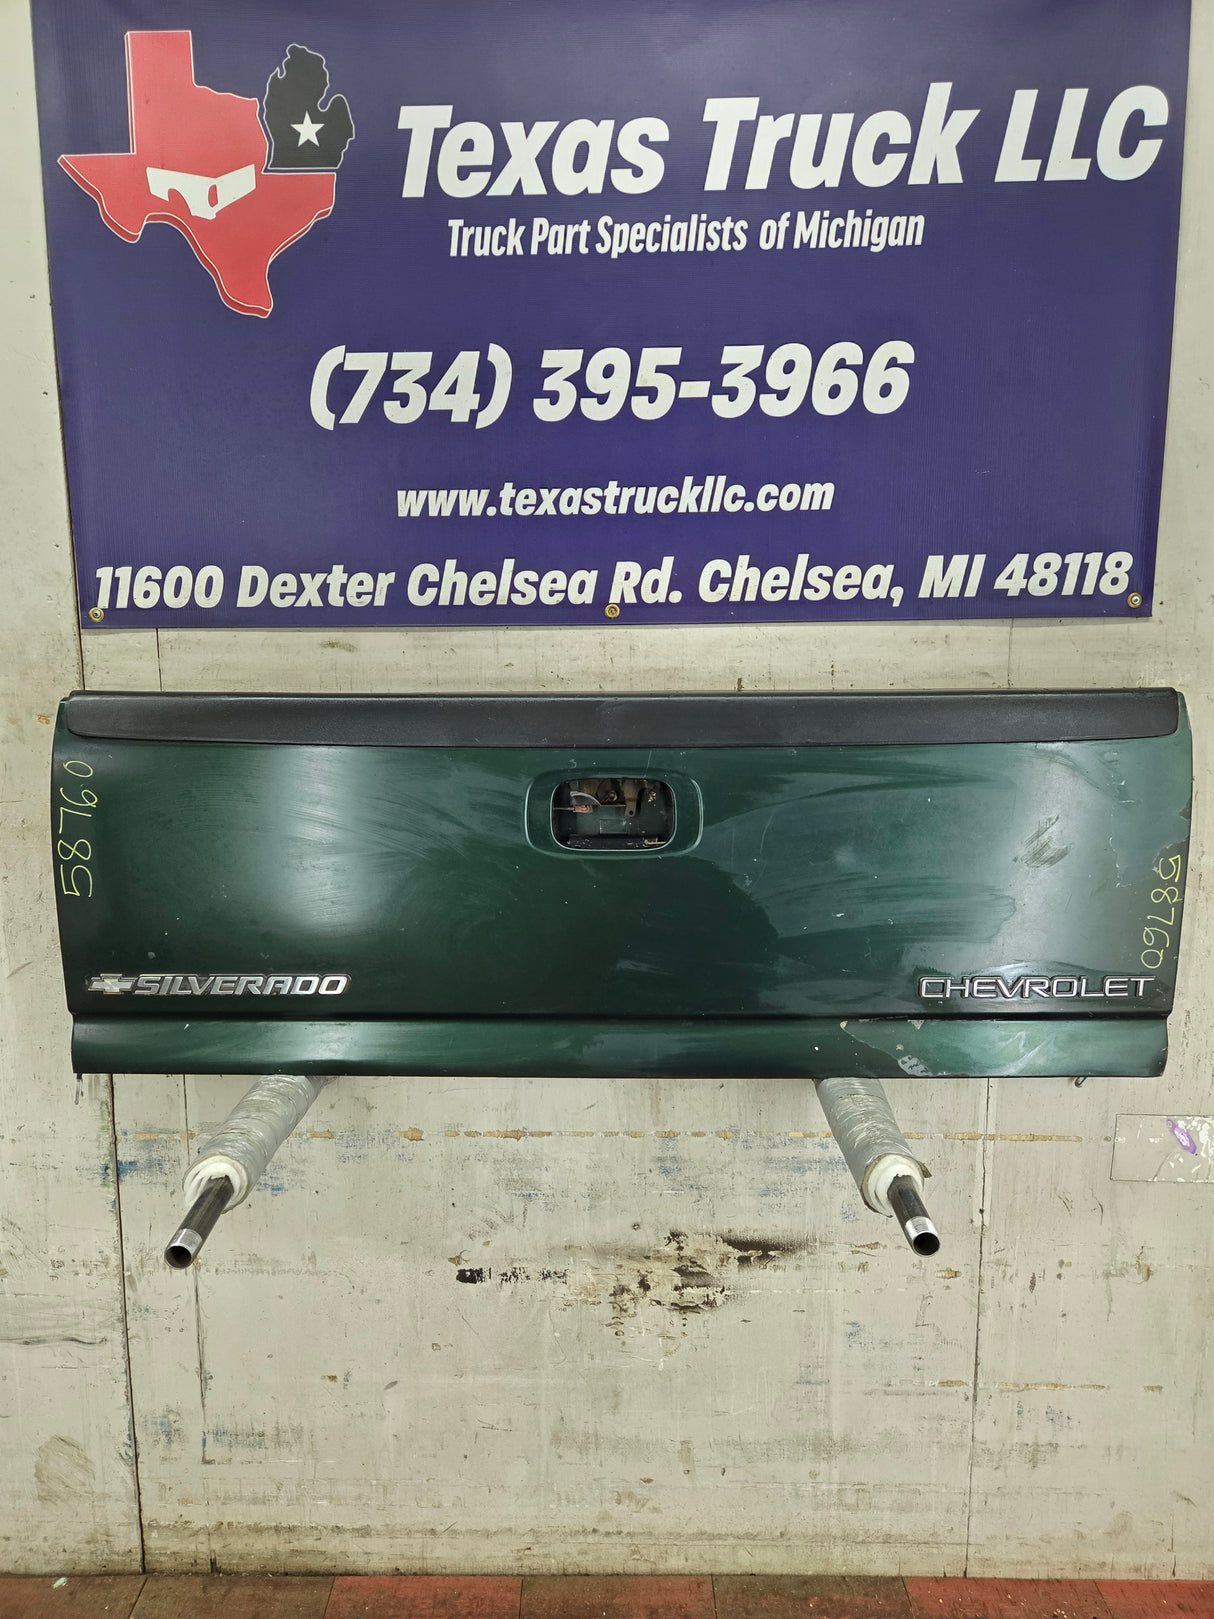 Texas Truck LLC
Truck Part Specialists of Michigan
(734) 395-3966
www.texastruckllc.com
11600 Dexter Chelsea Rd. Chelsea, MI 48118
58760
58760
SILVERADO
CHEVROLET